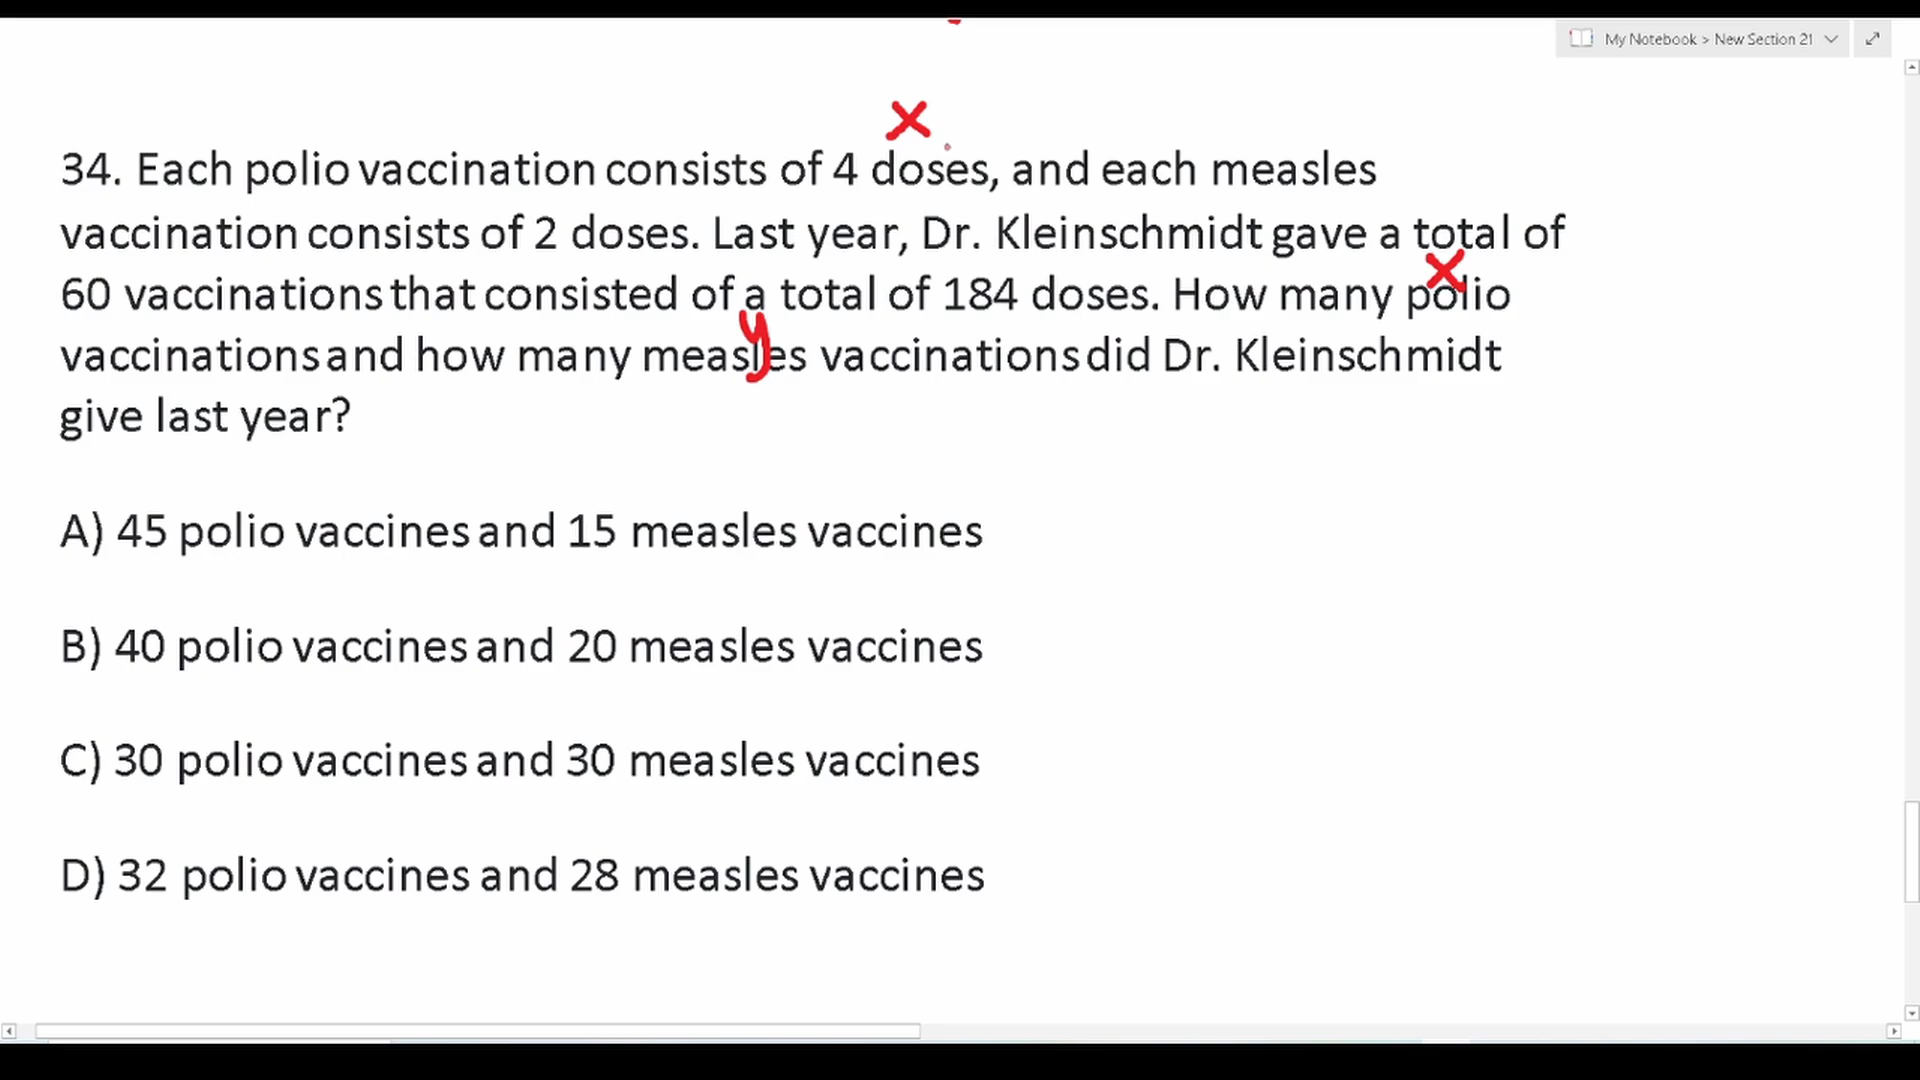 My Notebook > New Section 21
x
34. Each polio vaccination consists of 4 doses, and each measles
vaccination consists of 2 doses. Last year, Dr. Kleinschmidt gave a total of
x
60 vaccinations that consisted of a total of 184 doses. How many polio
y
vaccinations and how many measles vaccinations did Dr. Kleinschmidt
give last year?
A) 45 polio vaccines and 15 measles vaccines
B) 40 polio vaccines and 20 measles vaccines
C) 30 polio vaccines and 30 measles vaccines
D) 32 polio vaccines and 28 measles vaccines